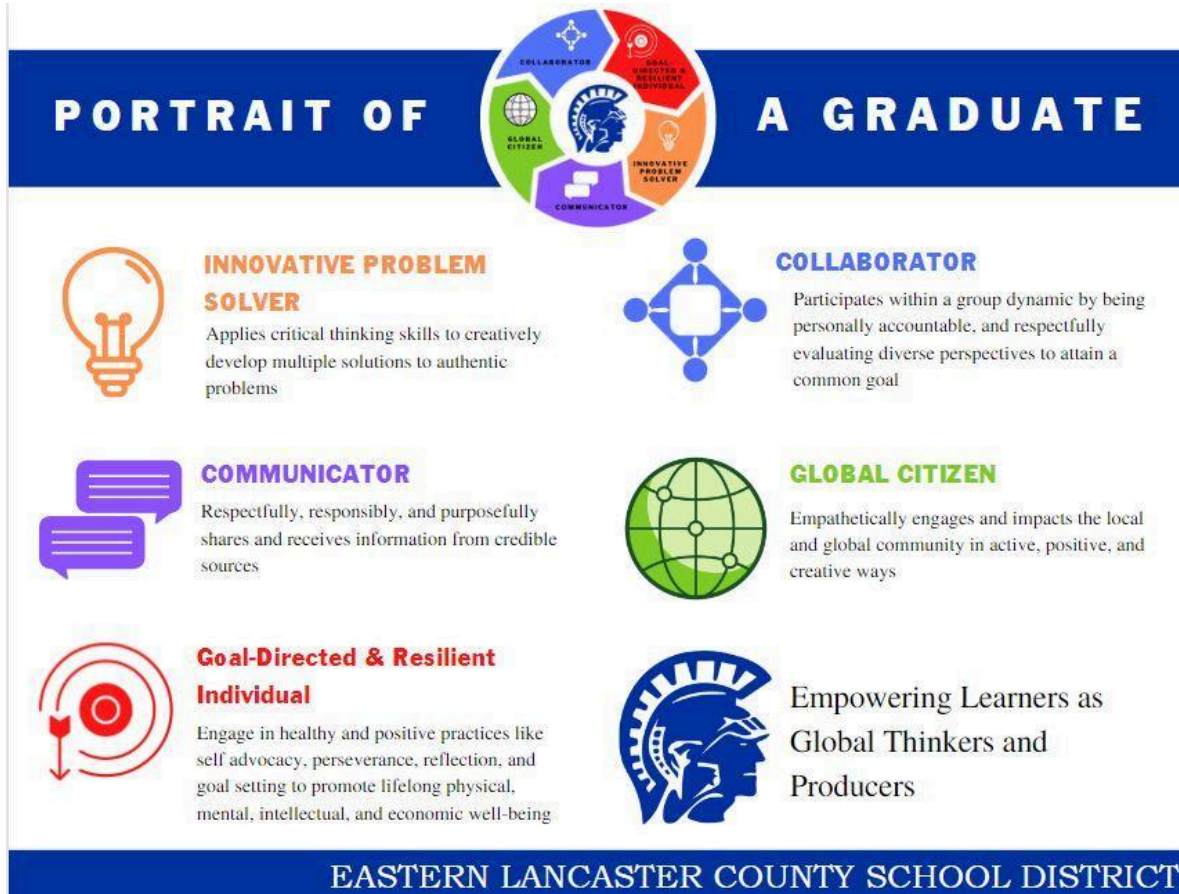 PORTRAIT OF
A GRADUATE
COLLABORATOR
GOAL-
DIRECTED &
RESILIENT
INDIVIDUAL
GLOBAL
CITIZEN
INNOVATIVE
PROBLEM
SOLVER
COMMUNICATOR
INNOVATIVE PROBLEM
SOLVER
Applies critical thinking skills to creatively
develop multiple solutions to authentic
problems
COLLABORATOR
Participates within a group dynamic by being
personally accountable, and respectfully
evaluating diverse perspectives to attain a
common goal
COMMUNICATOR
Respectfully, responsibly, and purposefully
shares and receives information from credible
sources
GLOBAL CITIZEN
Empathetically engages and impacts the local
and global community in active, positive, and
creative ways
Goal-Directed & Resilient
Individual
Engage in healthy and positive practices like
self advocacy, perseverance, reflection, and
goal setting to promote lifelong physical,
mental, intellectual, and economic well-being
Empowering Learners as
Global Thinkers and
Producers
EASTERN LANCASTER COUNTY SCHOOL DISTRICT